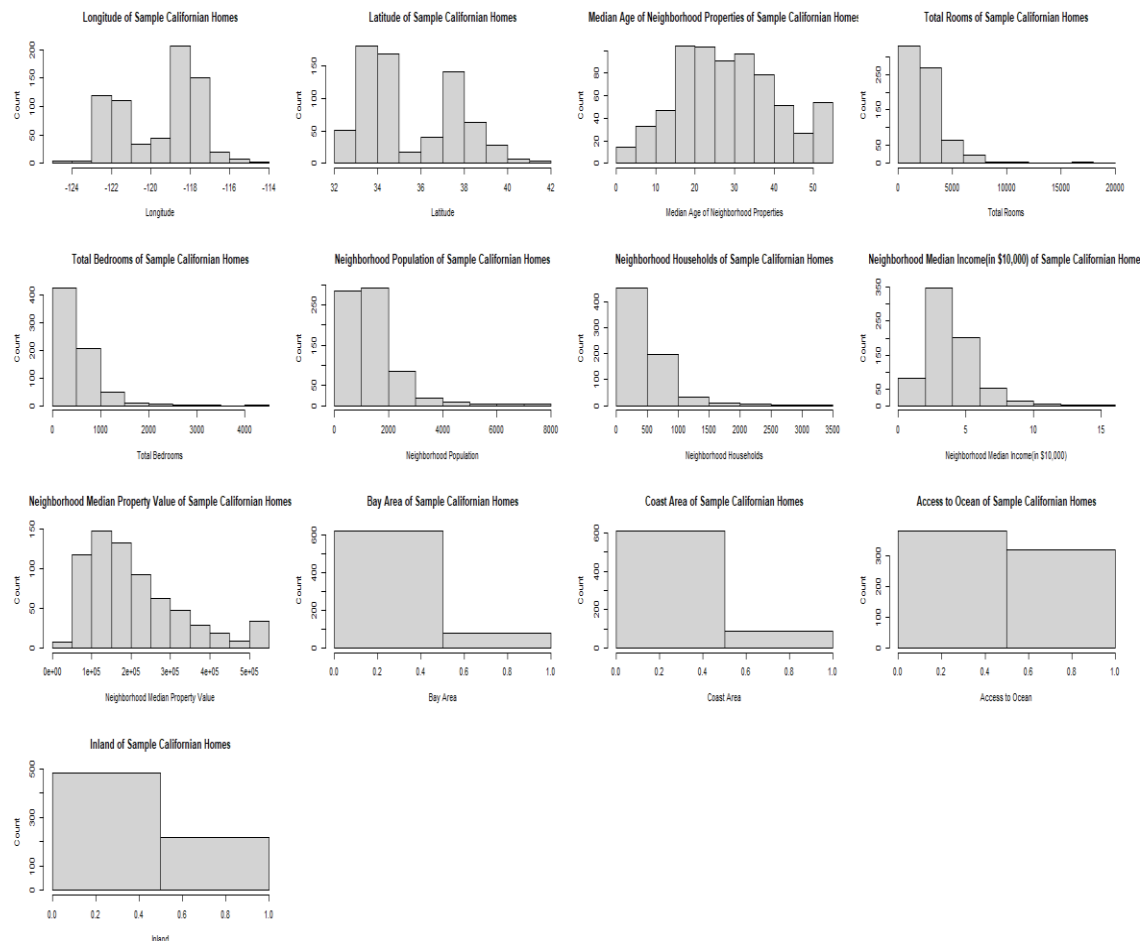 Longitude of Sample Californian Homes
Count
0 50 100 150 200
-124 -122 -120 -118 -116 -114
Longitude
Latitude of Sample Californian Homes
Count
0 50 100 150
32 34 36 38 40 42
Latitude
Median Age of Neighborhood Properties of Sample Californian Homes
Count
0 20 40 60 80
0 10 20 30 40 50
Median Age of Neighborhood Properties
Total Rooms of Sample Californian Homes
Count
0 50 150 250
0 5000 10000 15000 20000
Total Rooms
Total Bedrooms of Sample Californian Homes
Count
0 100 200 300 400
0 1000 2000 3000 4000
Total Bedrooms
Neighborhood Population of Sample Californian Homes
Count
0 50 150 250
0 2000 4000 6000 8000
Neighborhood Population
Neighborhood Households of Sample Californian Homes
Count
0 100 200 300 400
0 500 1000 1500 2000 2500 3000 3500
Neighborhood Households
Neighborhood Median Income(in $10,000) of Sample Californian Home
Count
0 50 150 250 350
0 5 10 15
Neighborhood Median Income(in $10,000)
Neighborhood Median Property Value of Sample Californian Homes
Count
0 50 100 150
0e+00 1e+05 2e+05 3e+05 4e+05 5e+05
Neighborhood Median Property Value
Bay Area of Sample Californian Homes
Count
0 200 400 600
0.0 0.2 0.4 0.6 0.8 1.0
Bay Area
Coast Area of Sample Californian Homes
Count
0 200 400 600
0.0 0.2 0.4 0.6 0.8 1.0
Coast Area
Access to Ocean of Sample Californian Homes
Count
0 100 200 300
0.0 0.2 0.4 0.6 0.8 1.0
Access to Ocean
Inland of Sample Californian Homes
Count
0 100 300 500
0.0 0.2 0.4 0.6 0.8 1.0
Inland